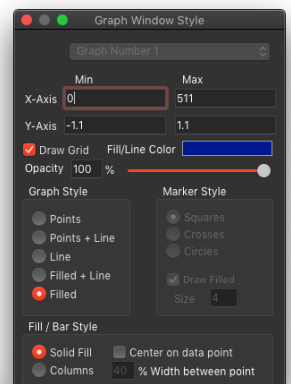 Graph Window Style
Graph Number 1
Min Max
X-Axis 0 511
Y-Axis -1.1 1.1
Draw Grid Fill/Line Color
Opacity 100 %
Graph Style Marker Style
Points Squares
Points + Line Crosses
Line Circles
Filled + Line Draw Filled
Filled Size 4
Fill / Bar Style
Solid Fill Center on data point
Columns 40 % Width between point